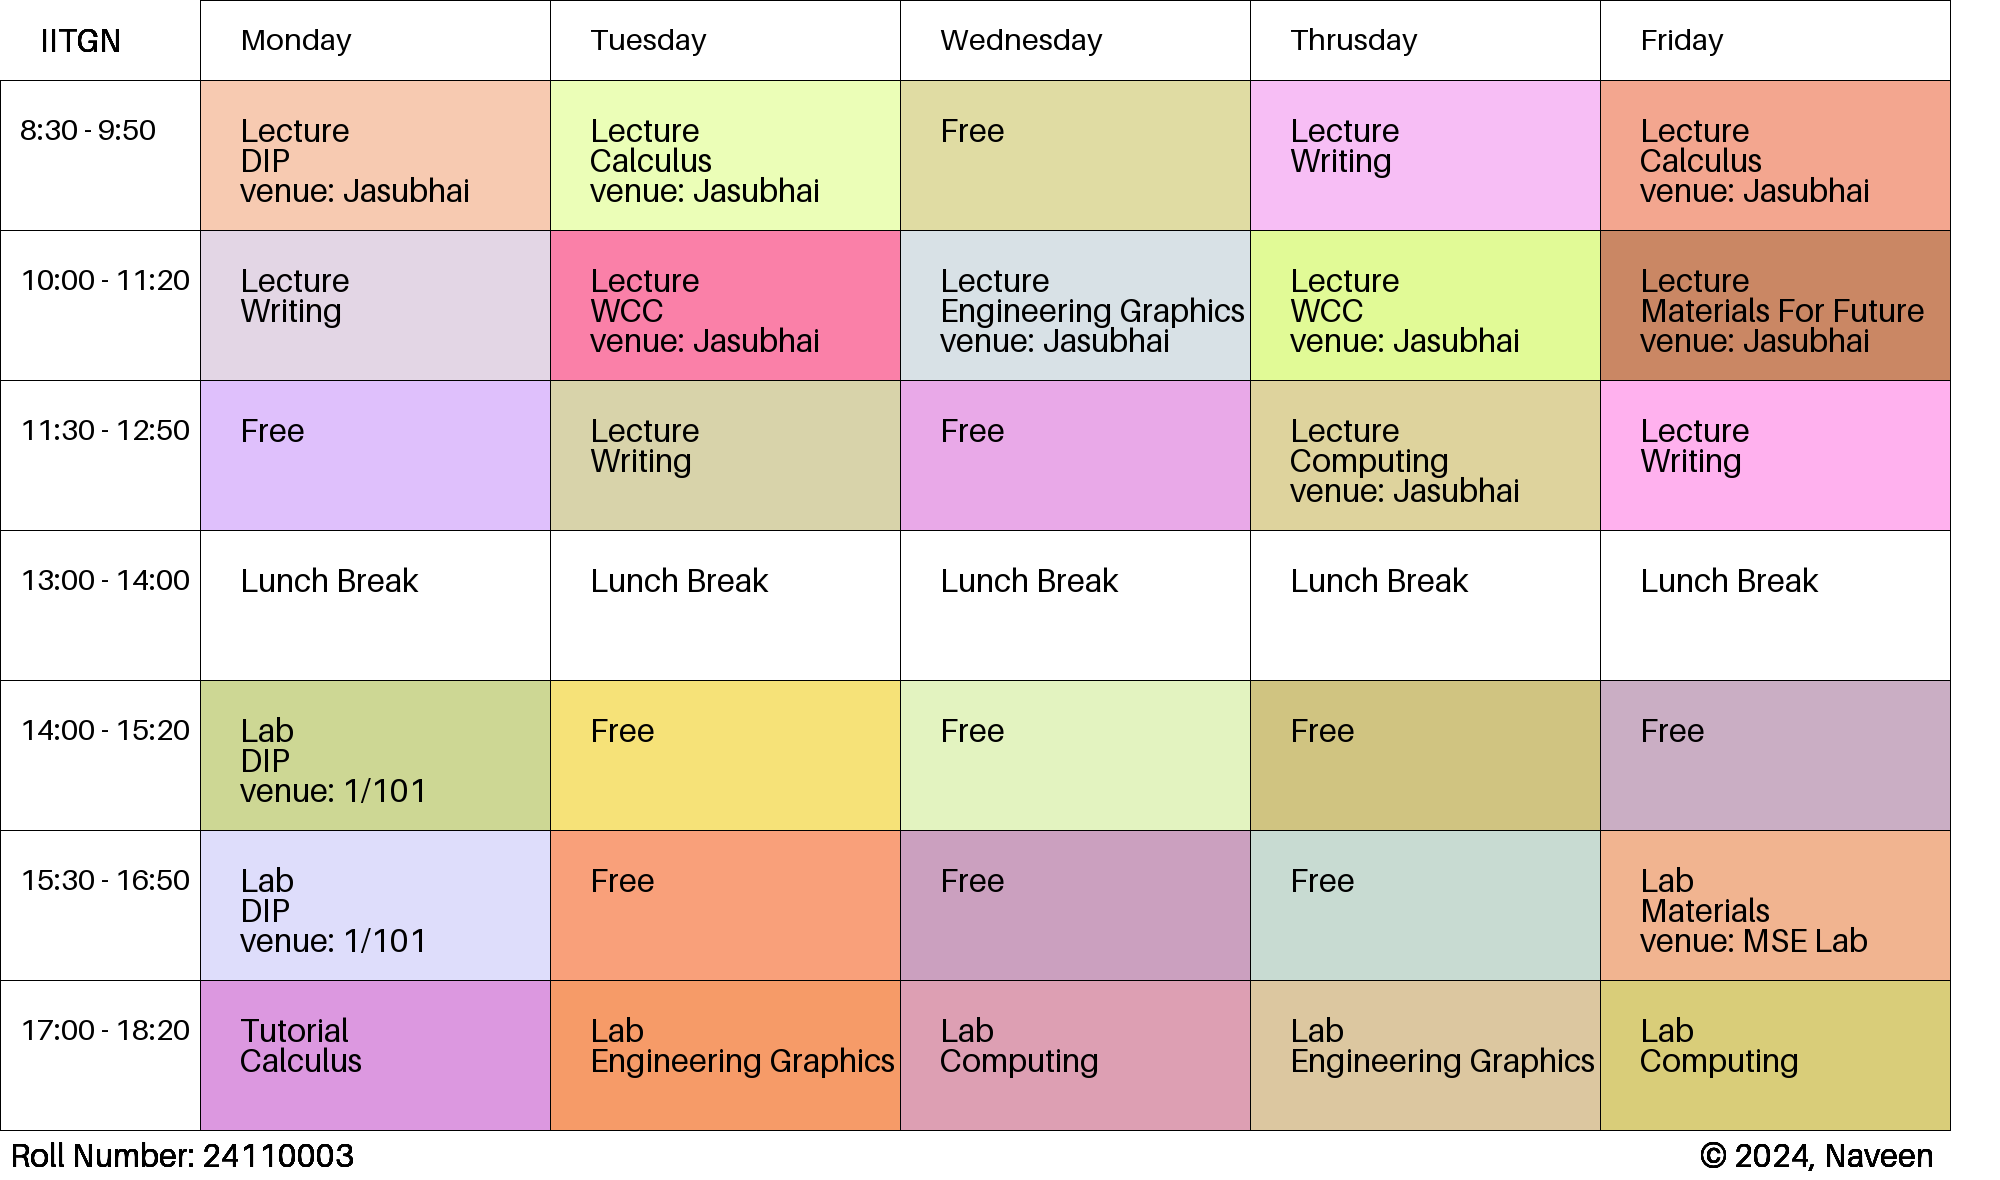 IITGN Monday Tuesday Wednesday Thrusday Friday
8:30 - 9:50
Lecture
DIP
venue: Jasubhai
Lecture
Calculus
venue: Jasubhai
Free
Lecture
Writing
Lecture
Calculus
venue: Jasubhai
10:00 - 11:20
Lecture
Writing
Lecture
WCC
venue: Jasubhai
Lecture
Engineering Graphics
venue: Jasubhai
Lecture
WCC
venue: Jasubhai
Lecture
Materials For Future
venue: Jasubhai
11:30 - 12:50
Free
Lecture
Writing
Free
Lecture
Computing
venue: Jasubhai
Lecture
Writing
13:00 - 14:00
Lunch Break
Lunch Break
Lunch Break
Lunch Break
Lunch Break
14:00 - 15:20
Lab
DIP
venue: 1/101
Free
Free
Free
Free
15:30 - 16:50
Lab
DIP
venue: 1/101
Free
Free
Free
Lab
Materials
venue: MSE Lab
17:00 - 18:20
Tutorial
Calculus
Lab
Engineering Graphics
Lab
Computing
Lab
Engineering Graphics
Lab
Computing
Roll Number: 24110003
© 2024, Naveen